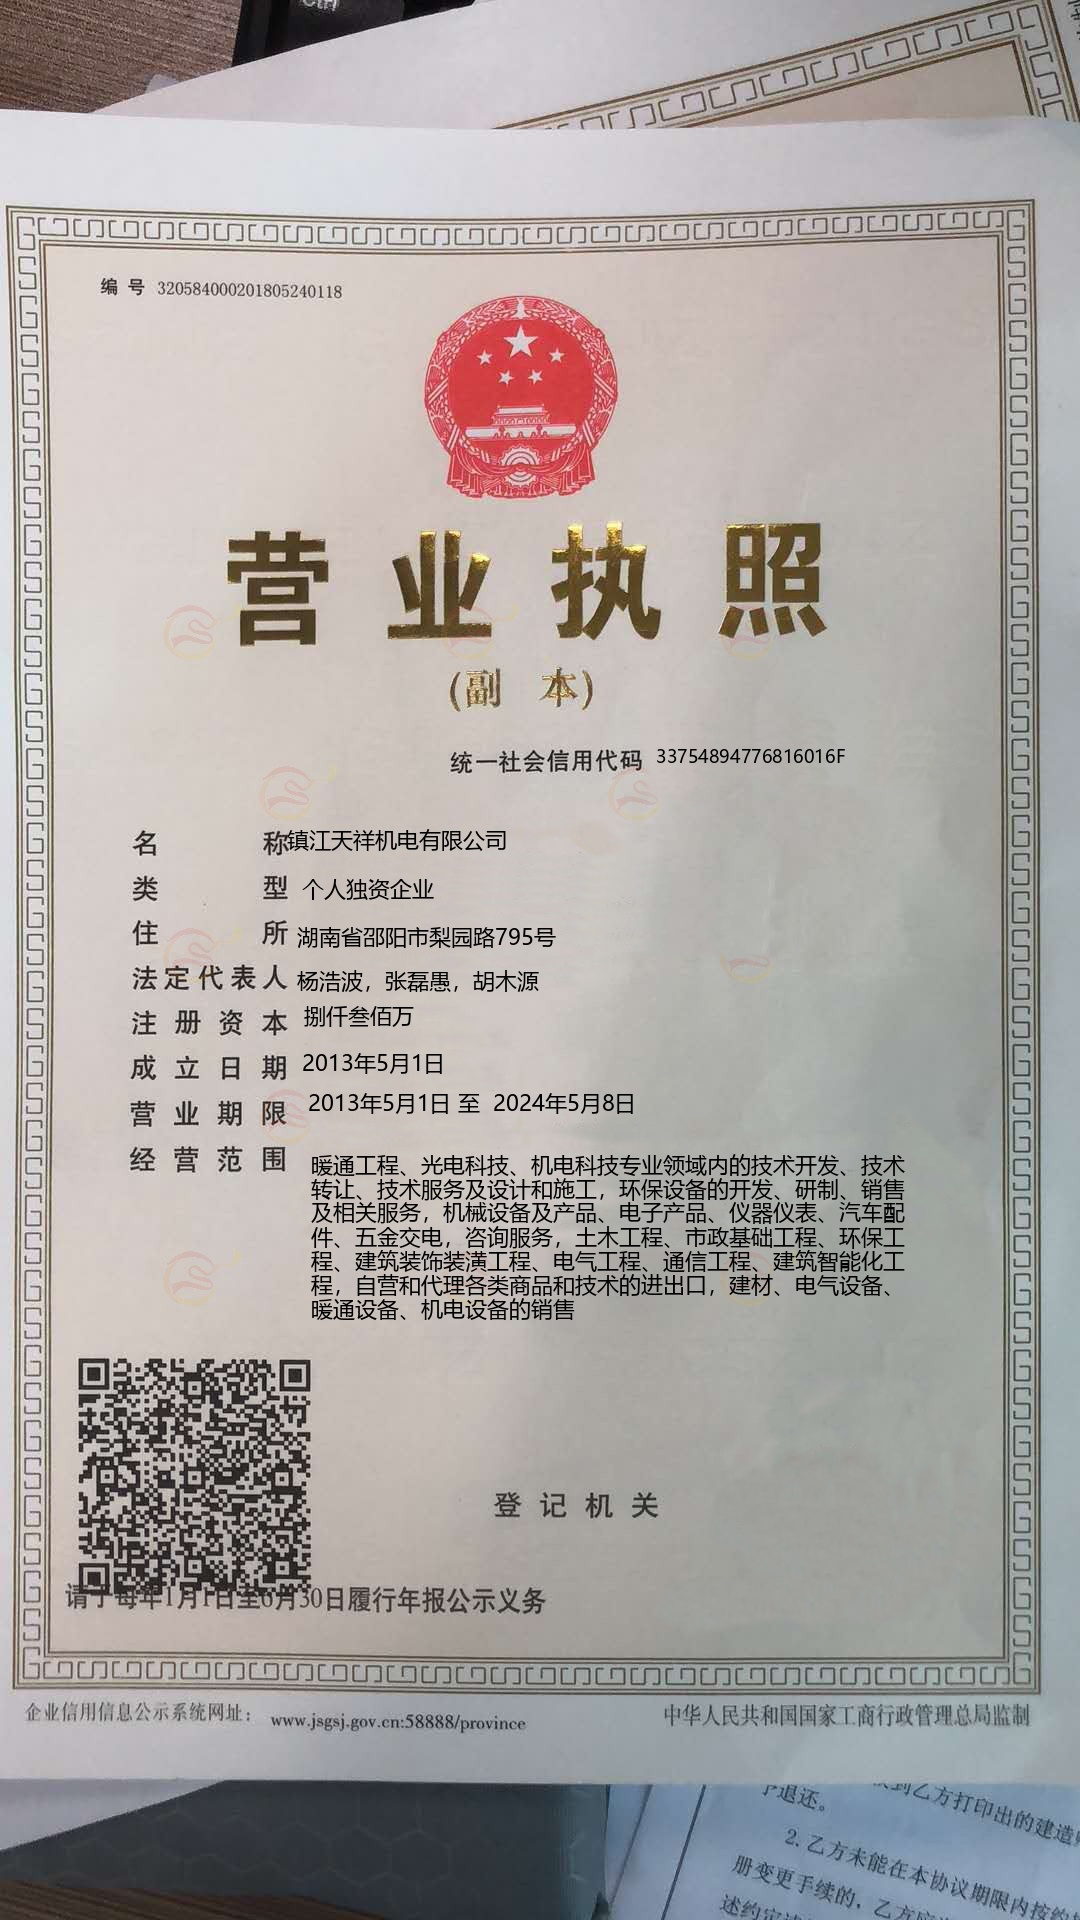 Ctrl
编 号 320584000201805240118
营业执照
(副 本)
统一社会信用代码 33754894776816016F
名 称 镇江天祥机电有限公司
类 型 个人独资企业
住 所 湖南省邵阳市梨园路795号
法定代表人 杨浩波，张磊愚，胡木源
注册资本 捌仟叁佰万
成立日期 2013年5月1日
营业期限 2013年5月1日 至 2024年5月8日
经营范围 暖通工程、光电科技、机电科技专业领域内的技术开发、技术
转让、技术服务及设计和施工，环保设备的开发、研制、销售
及相关服务，机械设备及产品、电子产品、仪器仪表、汽车配
件、五金交电，咨询服务，土木工程、市政基础工程、环保工
程、建筑装饰装潢工程、电气工程、通信工程、建筑智能化工
程，自营和代理各类商品和技术的进出口，建材、电气设备、
暖通设备、机电设备的销售
登记机关
请于每年1月1日至6月30日履行年报公示义务
企业信用信息公示系统网址： www.jsgsj.gov.cn:58888/province
中华人民共和国国家工商行政管理总局监制
到乙方打印出的建造
予退还。
2.乙方未能在本协议期限内按约
册变更手续的，乙方应
述约定